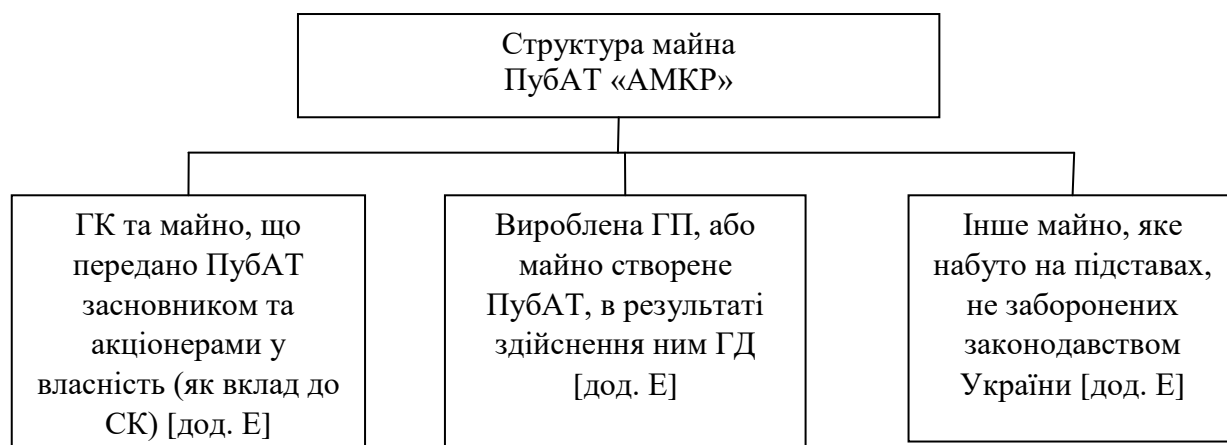 Структура майна
ПубАТ «АМКР»
ГК та майно, що
передано ПубАТ
засновником та
акціонерами у
власність (як вклад до
СК) [дод. Е]
Вироблена ГП, або
майно створене
ПубАТ, в результаті
здійснення ним ГД
[дод. Е]
Інше майно, яке
набуто на підставах,
не заборонених
законодавством
України [дод. Е]